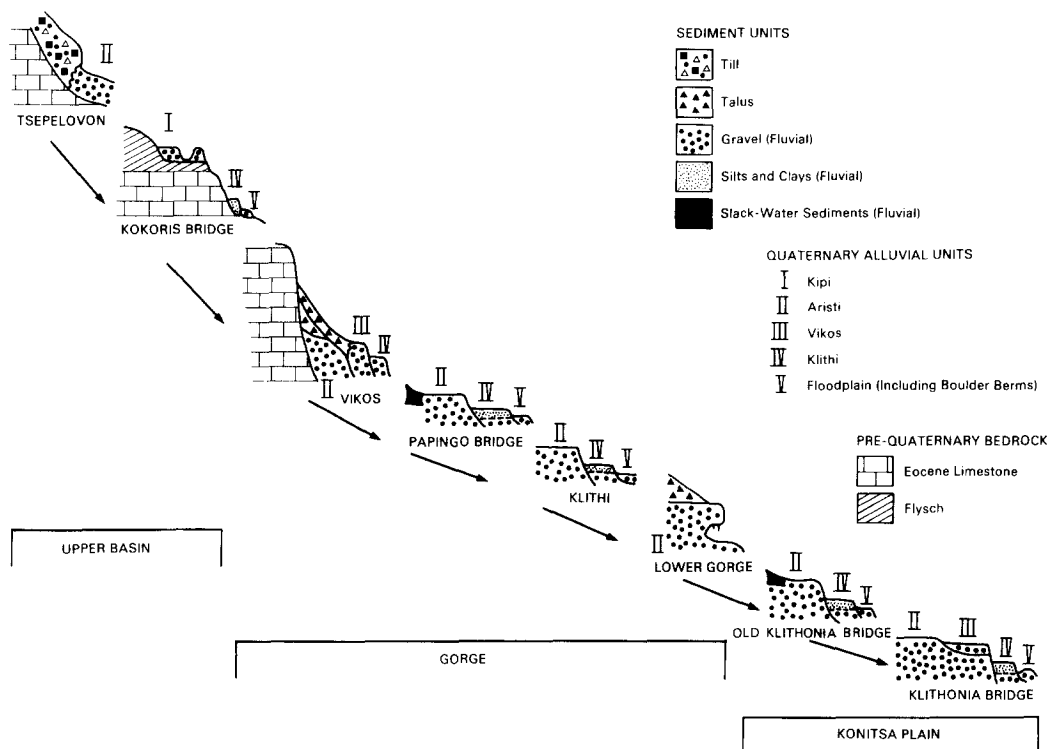 SEDIMENT UNITS
Till
Talus
Gravel (Fluvial)
Silts and Clays (Fluvial)
Slack-Water Sediments (Fluvial)
QUATERNARY ALLUVIAL UNITS
I Kipi
II Aristi
III Vikos
IV Klithi
V Floodplain (Including Boulder Berms)
PRE-QUATERNARY BEDROCK
Eocene Limestone
Flysch
II
TSEPELOVON
I
IV
V
KOKORIS BRIDGE
III
IV
II
VIKOS
II
IV
V
PAPINGO BRIDGE
II
IV
V
KLITHI
II
LOWER GORGE
II
IV
V
OLD KLITHONIA BRIDGE
II
III
IV
V
KLITHONIA BRIDGE
UPPER BASIN
GORGE
KONITSA PLAIN